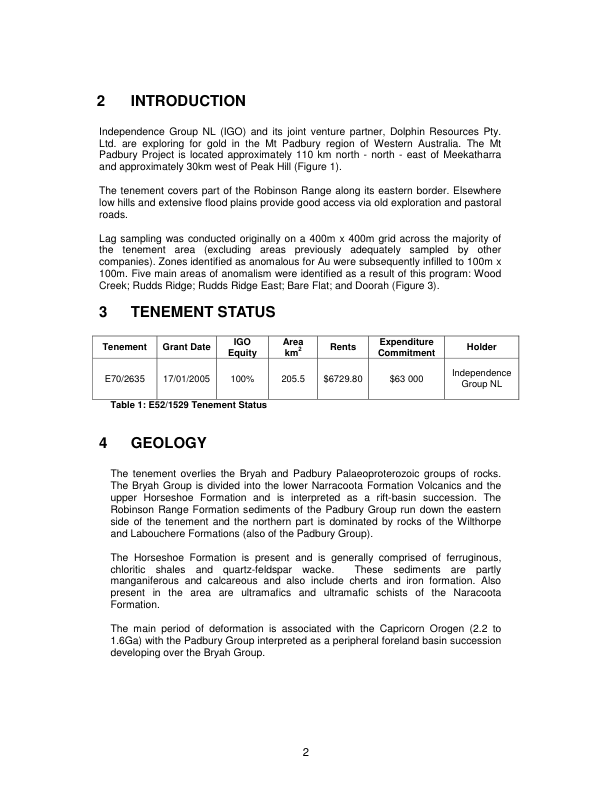 2 INTRODUCTION
Independence Group NL (IGO) and its joint venture partner, Dolphin Resources Pty.
Ltd. are exploring for gold in the Mt Padbury region of Western Australia. The Mt
Padbury Project is located approximately 110 km north - north - east of Meekatharra
and approximately 30km west of Peak Hill (Figure 1).
The tenement covers part of the Robinson Range along its eastern border. Elsewhere
low hills and extensive flood plains provide good access via old exploration and pastoral
roads.
Lag sampling was conducted originally on a 400m x 400m grid across the majority of
the tenement area (excluding areas previously adequately sampled by other
companies). Zones identified as anomalous for Au were subsequently infilled to 100m x
100m. Five main areas of anomalism were identified as a result of this program: Wood
Creek; Rudds Ridge; Rudds Ridge East; Bare Flat; and Doorah (Figure 3).
3 TENEMENT STATUS
Tenement Grant Date IGO Equity Area km² Rents Expenditure Commitment Holder
E70/2635 17/01/2005 100% 205.5 $6729.80 $63 000 Independence Group NL
Table 1: E52/1529 Tenement Status
4 GEOLOGY
The tenement overlies the Bryah and Padbury Palaeoproterozoic groups of rocks.
The Bryah Group is divided into the lower Narracoota Formation Volcanics and the
upper Horseshoe Formation and is interpreted as a rift-basin succession. The
Robinson Range Formation sediments of the Padbury Group run down the eastern
side of the tenement and the northern part is dominated by rocks of the Wilthorpe
and Labouchere Formations (also of the Padbury Group).
The Horseshoe Formation is present and is generally comprised of ferruginous,
chloritic shales and quartz-feldspar wacke. These sediments are partly
manganiferous and calcareous and also include cherts and iron formation. Also
present in the area are ultramafics and ultramafic schists of the Naracoota
Formation.
The main period of deformation is associated with the Capricorn Orogen (2.2 to
1.6Ga) with the Padbury Group interpreted as a peripheral foreland basin succession
developing over the Bryah Group.
2